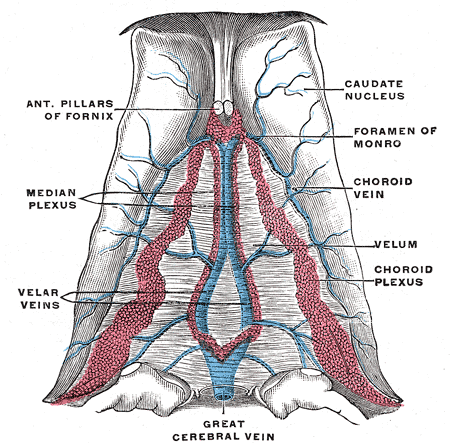 CAUDATE
NUCLEUS
ANT. PILLARS
OF FORNIX
FORAMEN OF
MONRO
MEDIAN
PLEXUS
CHOROID
VEIN
VELUM
CHOROID
PLEXUS
VELAR
VEINS
GREAT
CEREBRAL VEIN